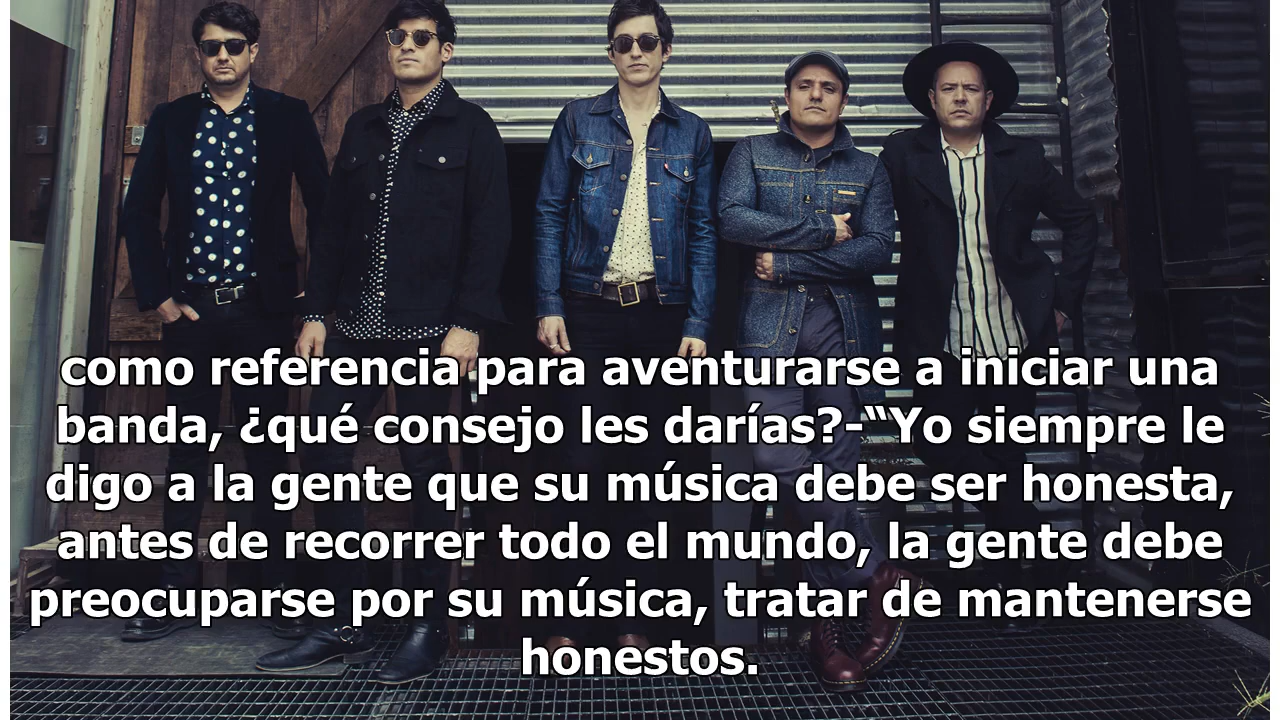 como referencia para aventurarse a iniciar una
banda, ¿qué consejo les darías?-“Yo siempre le
digo a la gente que su música debe ser honesta,
antes de recorrer todo el mundo, la gente debe
preocuparse por su música, tratar de mantenerse
honestos.